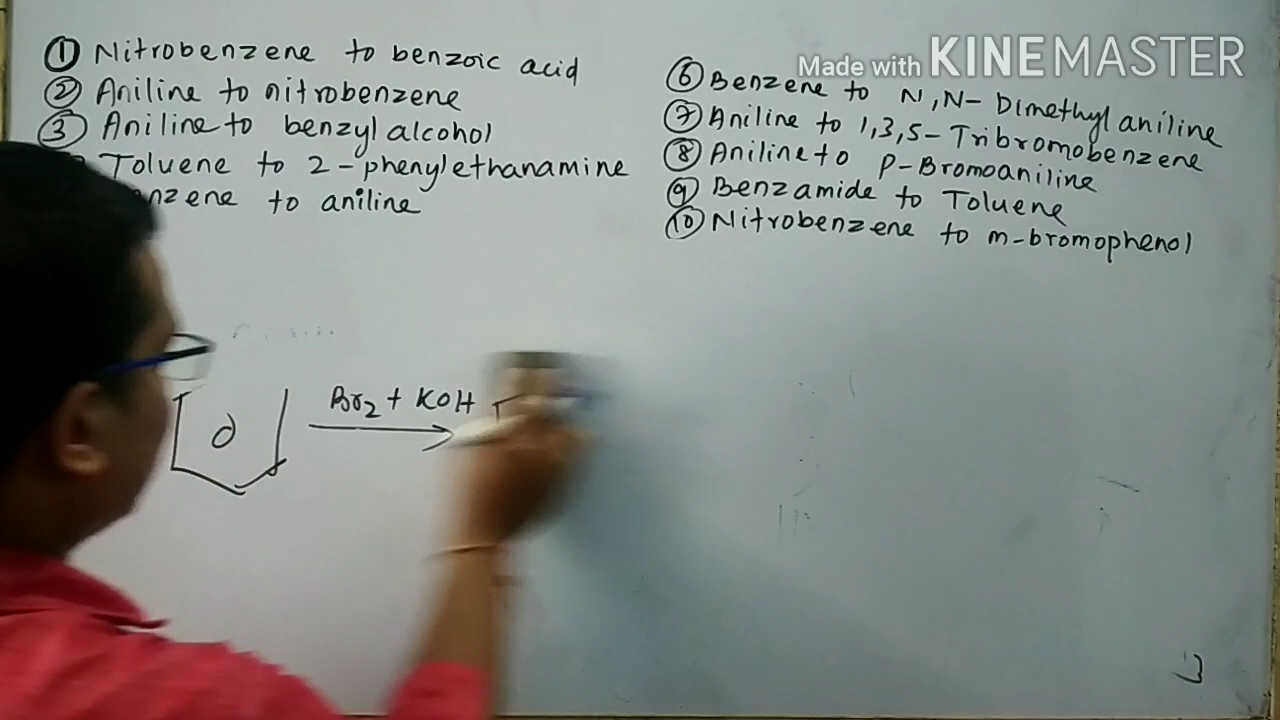 ① Nitrobenzene to benzoic acid
② Aniline to nitrobenzene
③ Aniline to benzyl alcohol
Toluene to 2-phenylethanamine
nzene to aniline
Made with KINEMASTER
⑥ Benzene to N,N-Dimethylaniline
⑦ Aniline to 1,3,5-Tribromobenzene
⑧ Aniline to P-Bromoaniline
⑨ Benzamide to Toluene
⑩ Nitrobenzene to m-bromophenol
Br₂ + KOH